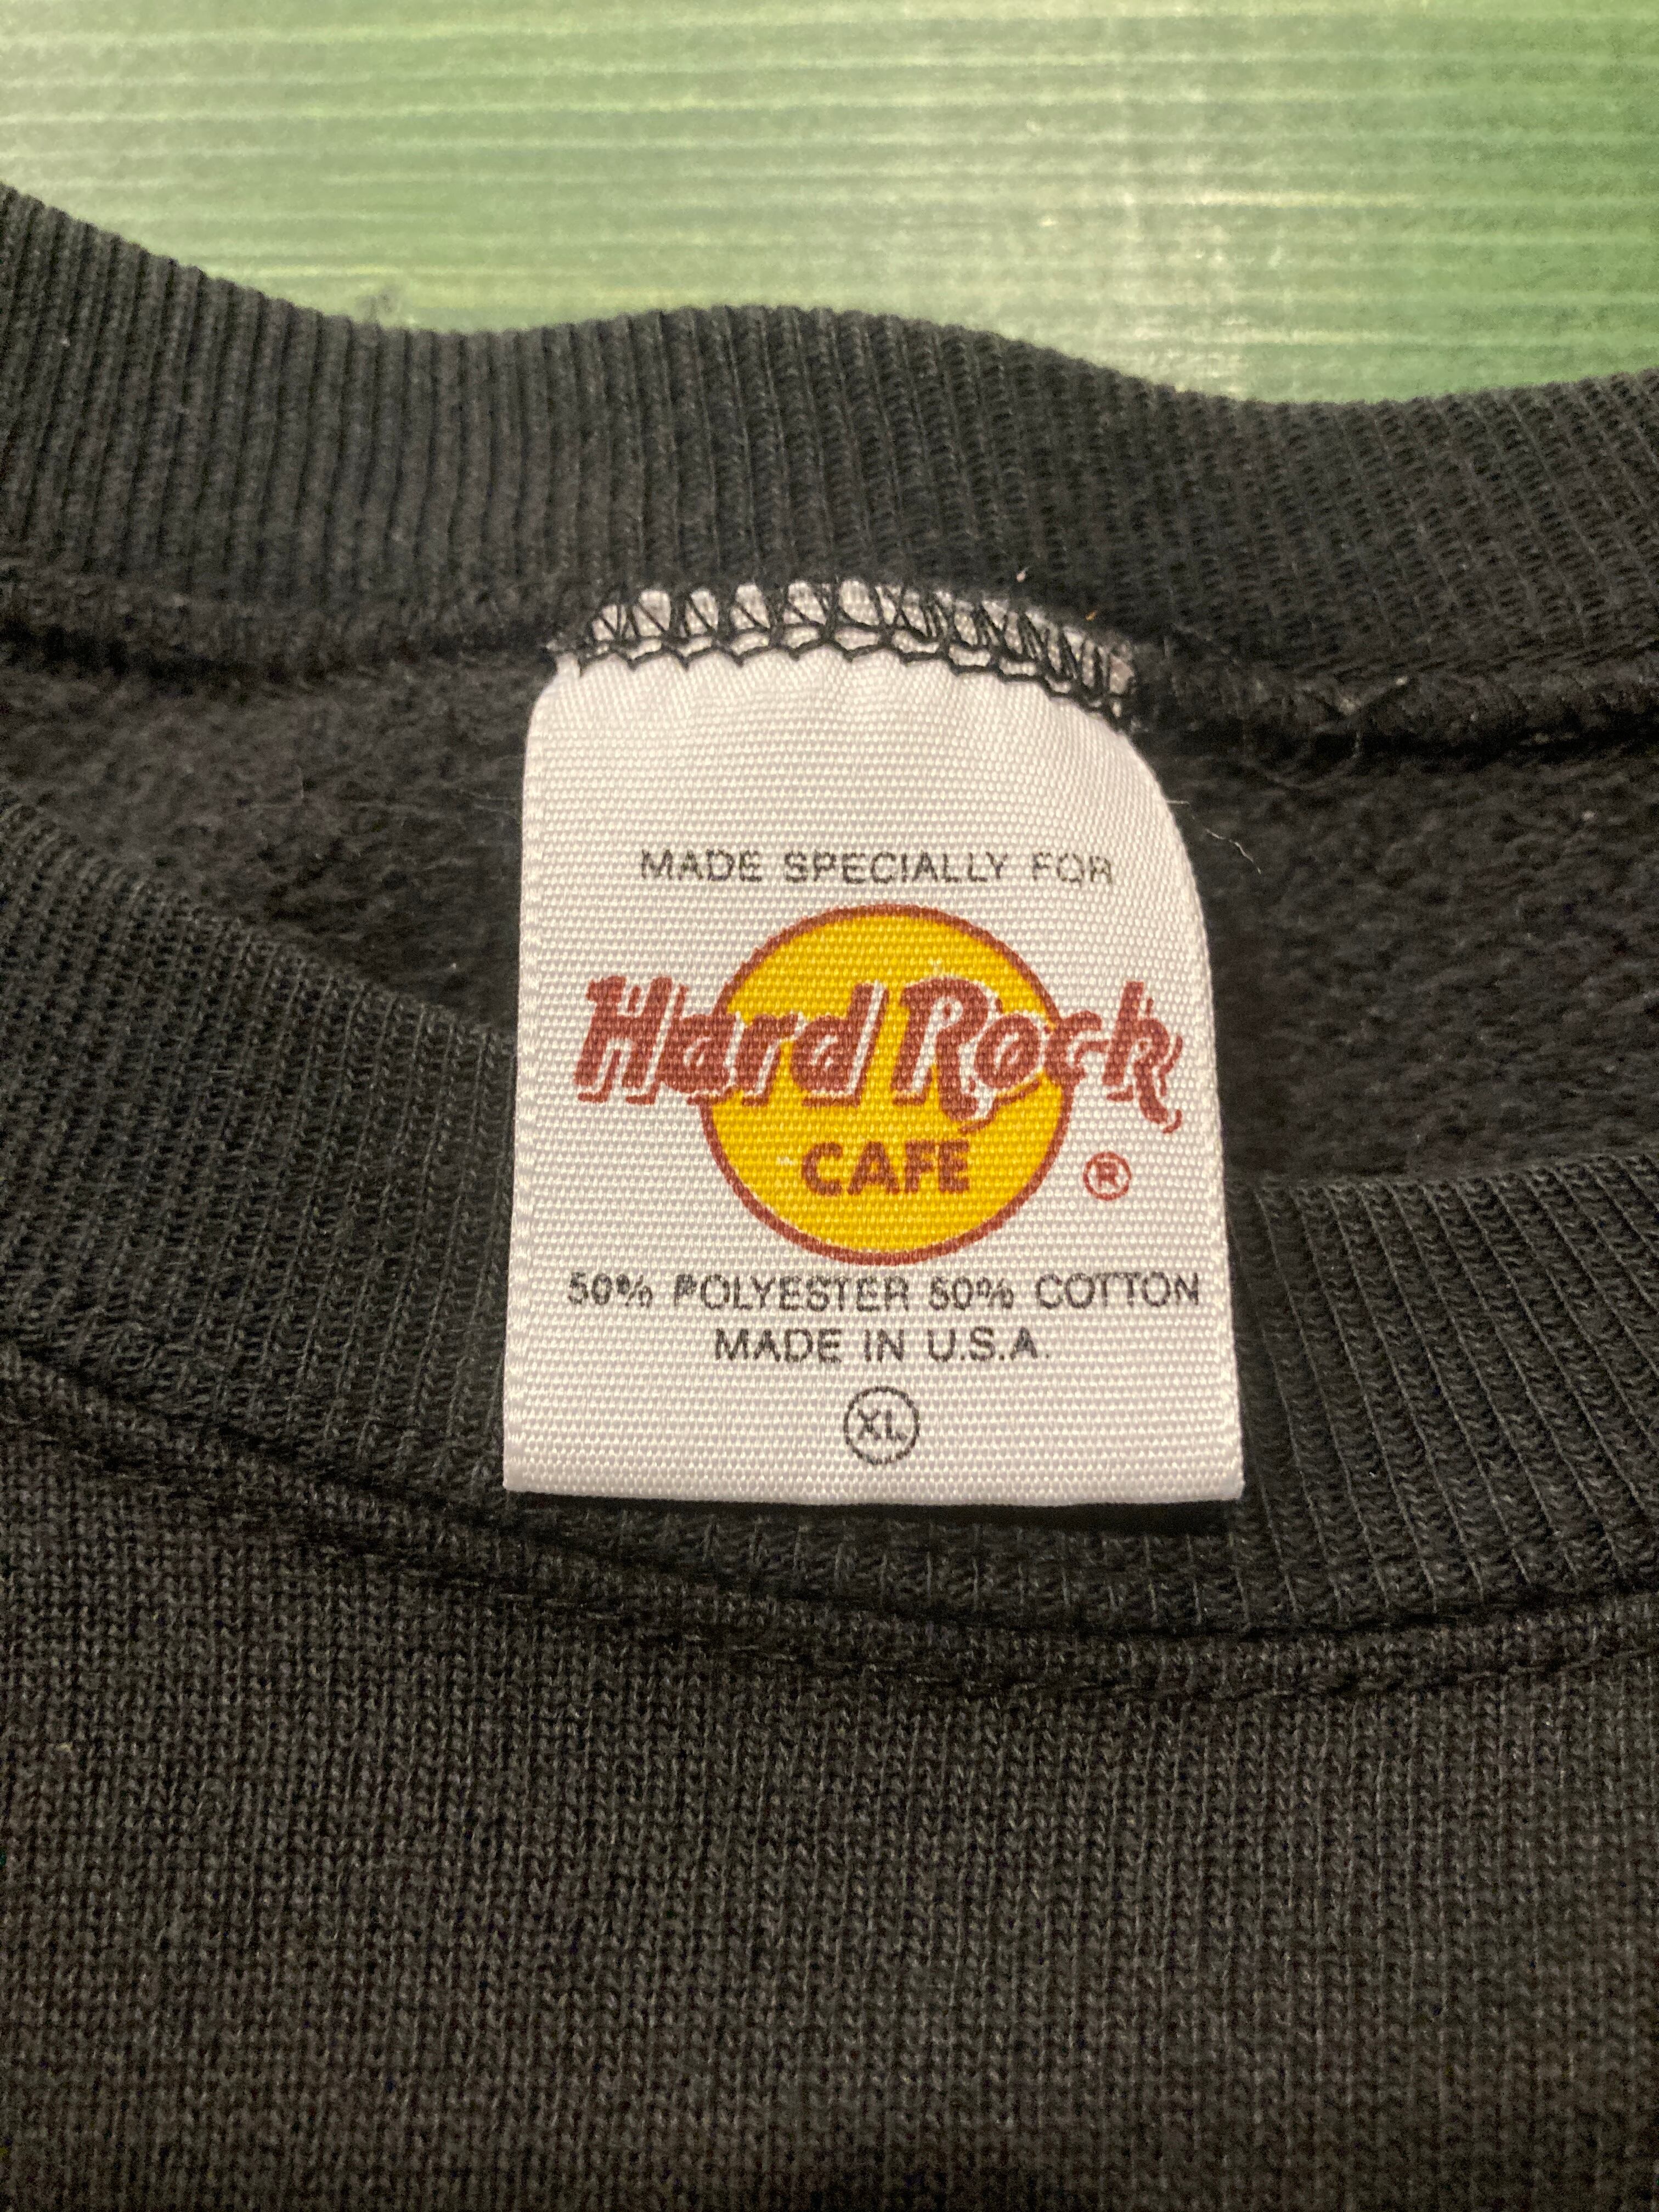 MADE SPECIALLY FOR
Hard Rock
CAFE
®
50% POLYESTER 50% COTTON
MADE IN U.S.A.
XL